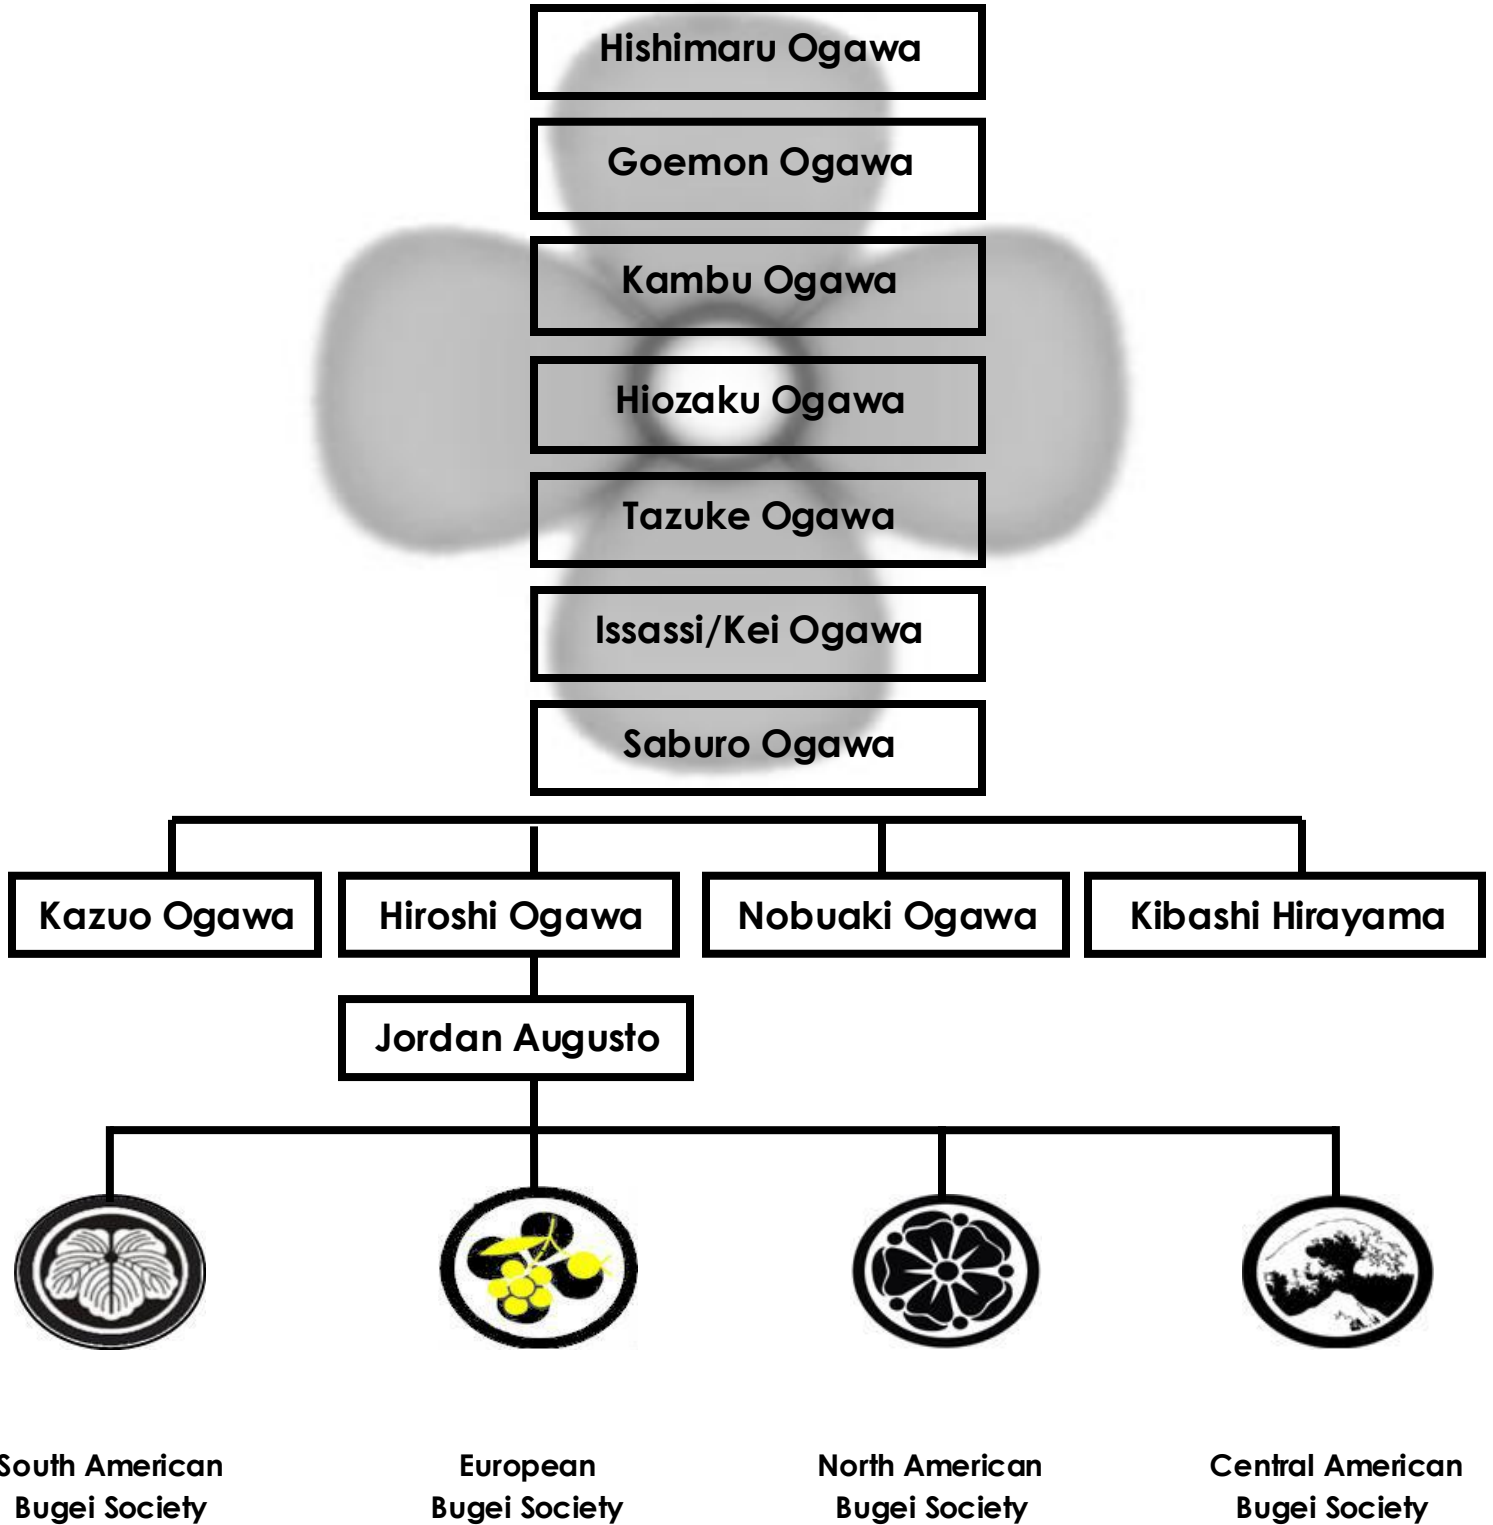 Hishimaru Ogawa
Goemon Ogawa
Kambu Ogawa
Hiozaku Ogawa
Tazuke Ogawa
Issassi/Kei Ogawa
Saburo Ogawa
Kazuo Ogawa
Hiroshi Ogawa
Nobuaki Ogawa
Kibashi Hirayama
Jordan Augusto
South American
Bugei Society
European
Bugei Society
North American
Bugei Society
Central American
Bugei Society